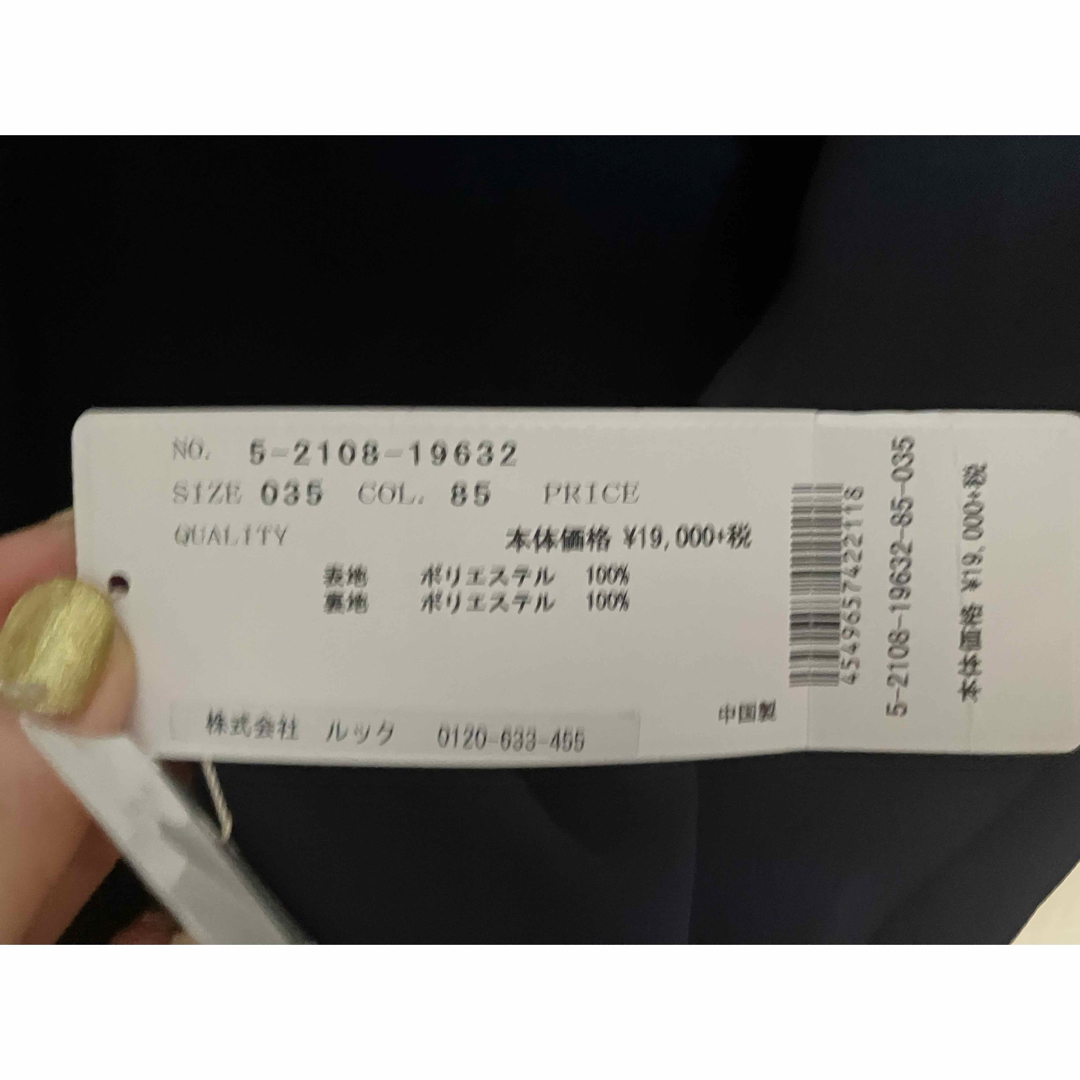 NO. 5-2108-19632
SIZE 035 COL. 85 PRICE
QUALITY 本体価格 ¥19,000+税
表地 ポリエステル 100%
裏地 ポリエステル 100%
中国製
株式会社 ルッタ 0120-633-455
4549657422118
5-2108-19632-85-035
本体価格 ¥19,000+税